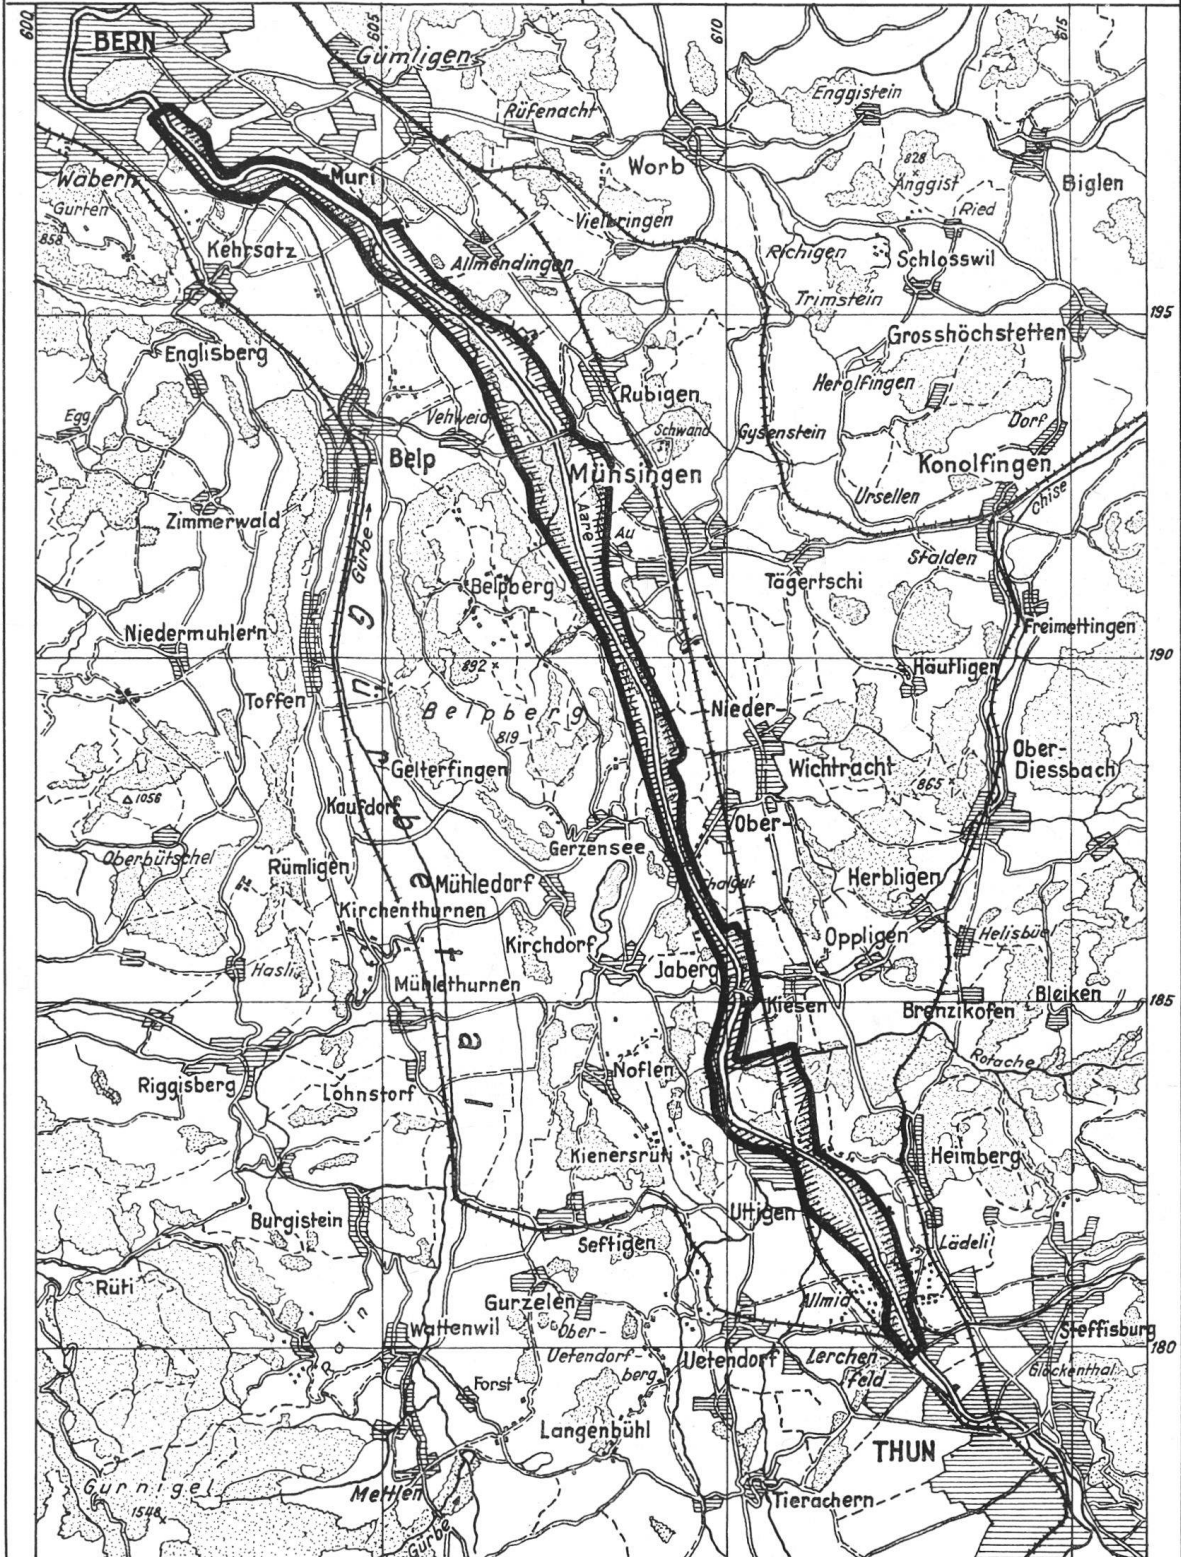 600
605
610
615
BERN
Gümligen
Enggistein
Rüfenacht
Worb
828
Änggist
Biglen
Wabern
Muri
Gurten
858
Vielbringen
Ried
Kehrsatz
Allmendingen
Richigen
Schlosswil
Trimstein
195
Grosshöchstetten
Englisberg
Herolfingen
Rubigen
Egg
Vehweid
Schwand
Gysenstein
Dorf
Belp
Münsingen
Konolfingen
Ursellen
Chise
Zimmerwald
Aare
Au
Gürbe
Stalden
Belpberg
Tägertschi
Niedermuhlern
Freimettingen
190
892
Häutligen
Toffen
Belpberg
Nieder-
819
Ober-
Diessbach
Gelterfingen
Wichtracht
865
1056
Kaufdorf
Ober-
Oberbütschel
Gerzensee
Rümligen
Mühledorf
Thalgut
Herbligen
Kirchenthurnen
Kirchdorf
Oppligen
Helisbüel
Hasli
Jaberg
Mühlethurnen
185
Kiesen
Brenzikofen
Bleiken
Rotache
Riggisberg
Noflen
Lohnstorf
Gürbetal
Kienersrüti
Heimberg
Burgistein
Uttigen
Seftigen
Lädeli
Rüti
Gurzelen
Allmid
Wattenwil
Ober-
Uetendorf-
berg
Uetendorf
Lerchen-
feld
Steffisburg
180
Glockenthal
Forst
Langenbühl
THUN
Gurnigel
1548
Mettlen
Tierachern
Gürbe